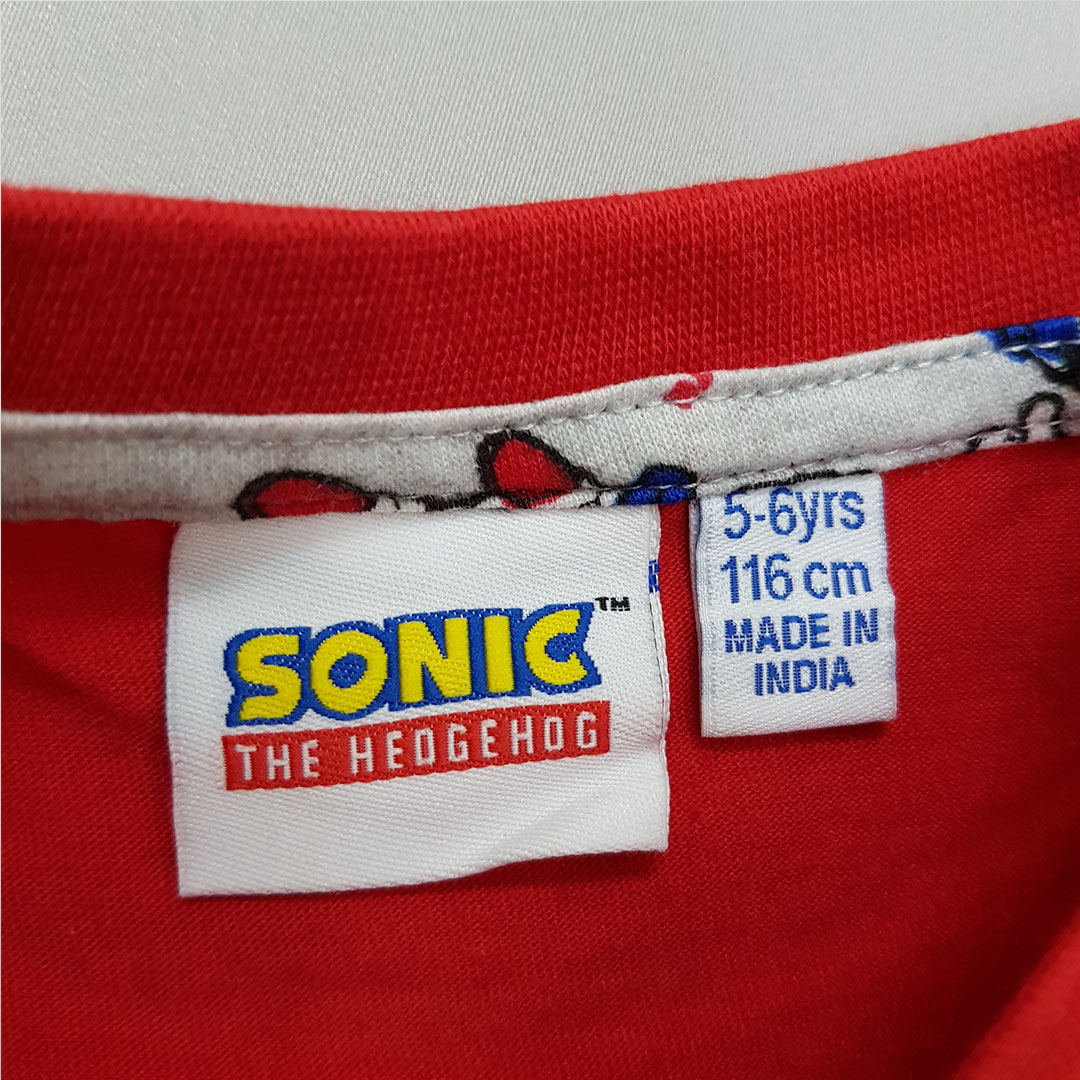 SONIC™
THE HEDGEHOG
5-6yrs
116 cm
MADE IN
INDIA